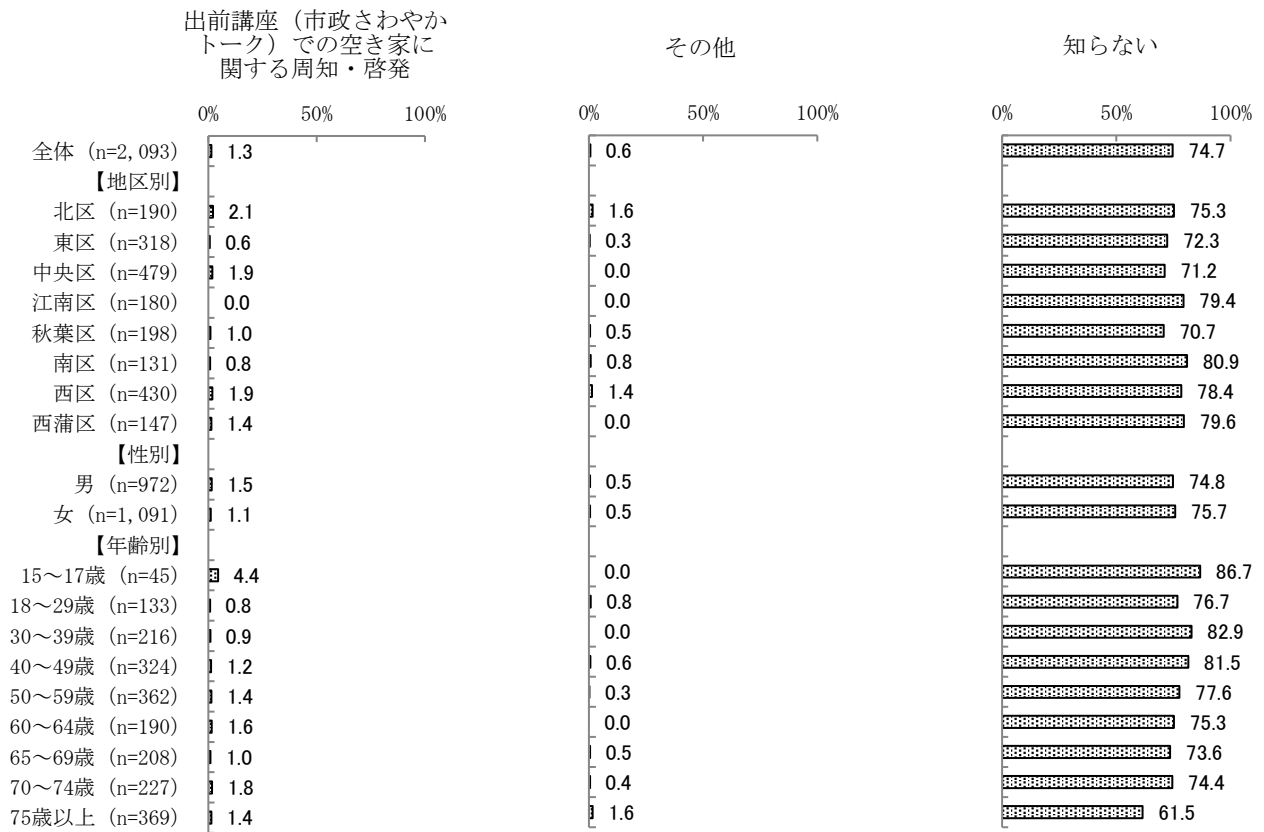 出前講座（市政さわやか
トーク）での空き家に
関する周知・啓発
その他
知らない
0% 50% 100% 0% 50% 100% 0% 50% 100%
全体（n=2,093） 1.3 0.6 74.7
【地区別】
北区（n=190） 2.1 1.6 75.3
東区（n=318） 0.6 0.3 72.3
中央区（n=479） 1.9 0.0 71.2
江南区（n=180） 0.0 0.0 79.4
秋葉区（n=198） 1.0 0.5 70.7
南区（n=131） 0.8 0.8 80.9
西区（n=430） 1.9 1.4 78.4
西蒲区（n=147） 1.4 0.0 79.6
【性別】
男（n=972） 1.5 0.5 74.8
女（n=1,091） 1.1 0.5 75.7
【年齢別】
15～17歳（n=45） 4.4 0.0 86.7
18～29歳（n=133） 0.8 0.8 76.7
30～39歳（n=216） 0.9 0.0 82.9
40～49歳（n=324） 1.2 0.6 81.5
50～59歳（n=362） 1.4 0.3 77.6
60～64歳（n=190） 1.6 0.0 75.3
65～69歳（n=208） 1.0 0.5 73.6
70～74歳（n=227） 1.8 0.4 74.4
75歳以上（n=369） 1.4 1.6 61.5